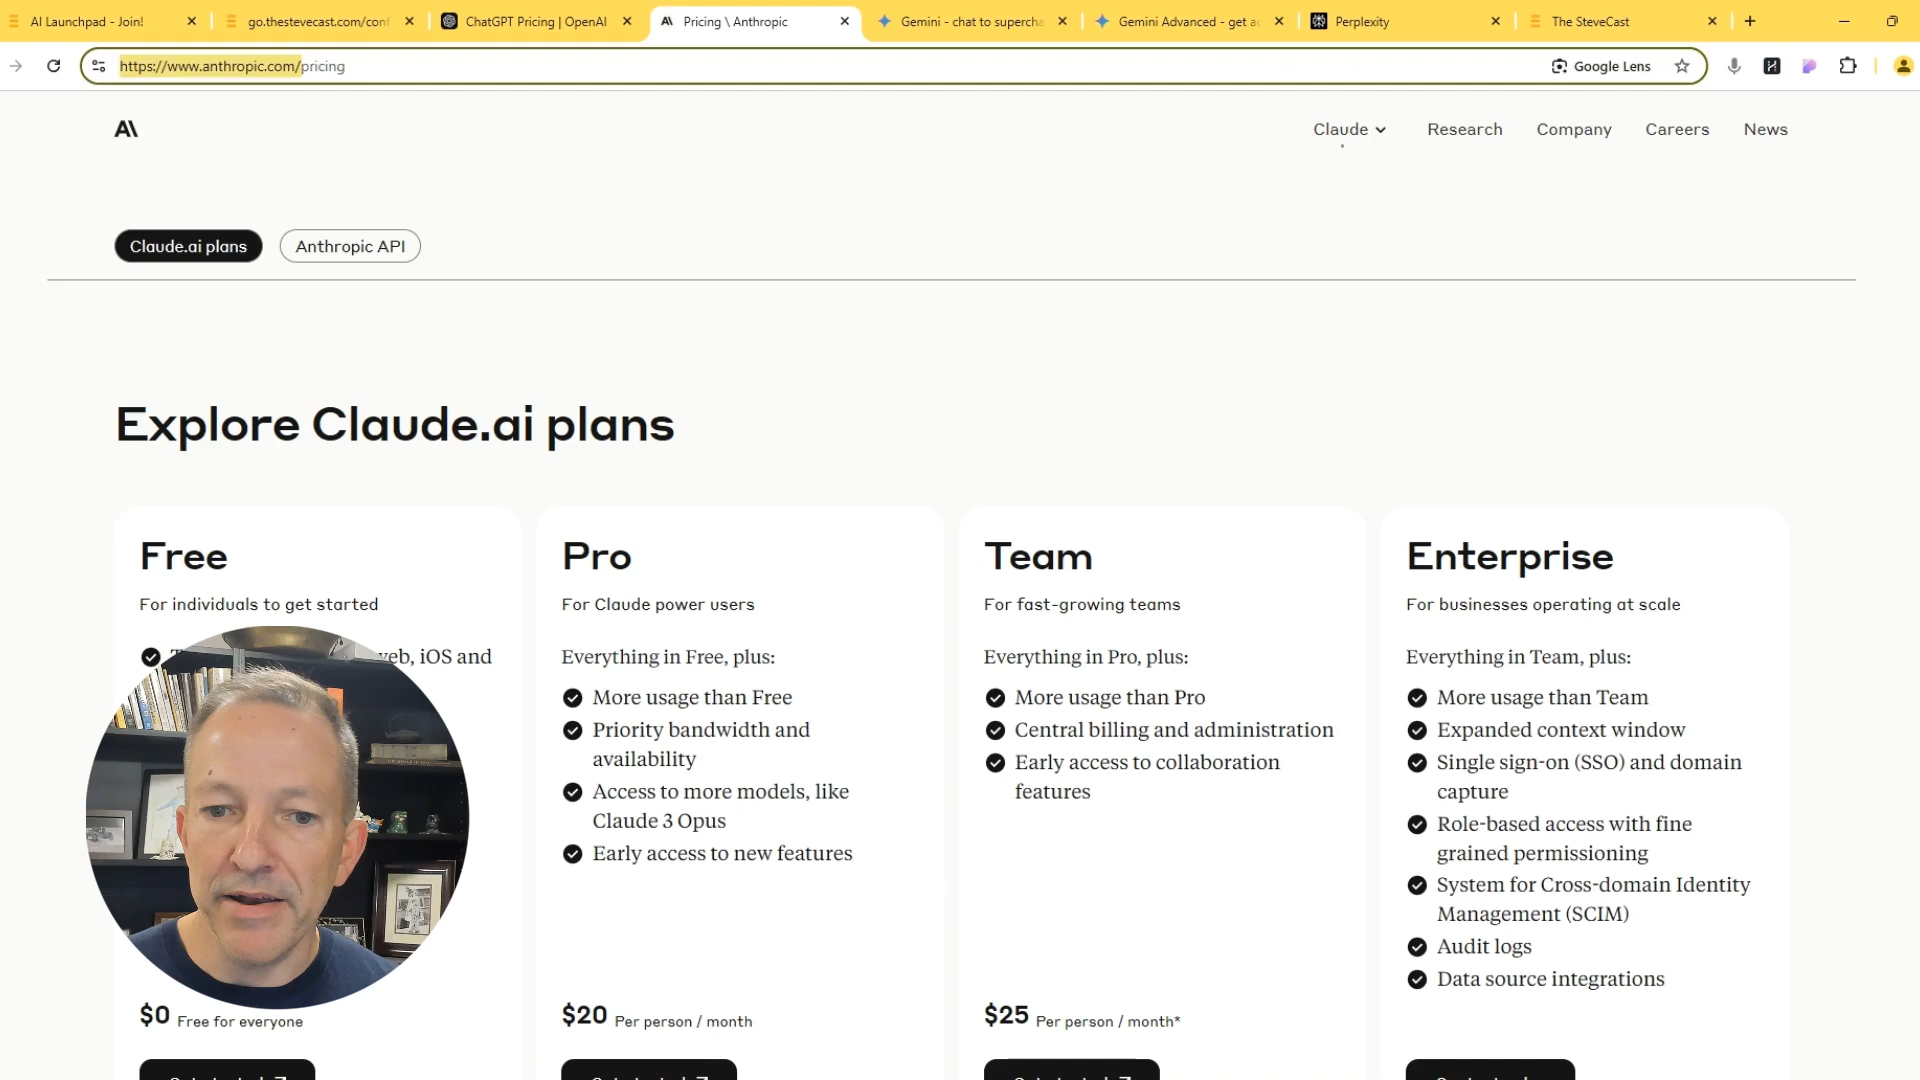 AI Launchpad - Join!
go.thestevecast.com/conf
ChatGPT Pricing | OpenAI
Pricing \ Anthropic
Gemini - chat to supercha
Gemini Advanced - get ac
Perplexity
The SteveCast
https://www.anthropic.com/pricing
Google Lens
Claude
Research
Company
Careers
News
Claude.ai plans
Anthropic API
Explore Claude.ai plans
Free
For individuals to get started
web, iOS and
$0 Free for everyone
Pro
For Claude power users
Everything in Free, plus:
More usage than Free
Priority bandwidth and
availability
Access to more models, like
Claude 3 Opus
Early access to new features
$20 Per person / month
Team
For fast-growing teams
Everything in Pro, plus:
More usage than Pro
Central billing and administration
Early access to collaboration
features
$25 Per person / month*
Enterprise
For businesses operating at scale
Everything in Team, plus:
More usage than Team
Expanded context window
Single sign-on (SSO) and domain
capture
Role-based access with fine
grained permissioning
System for Cross-domain Identity
Management (SCIM)
Audit logs
Data source integrations